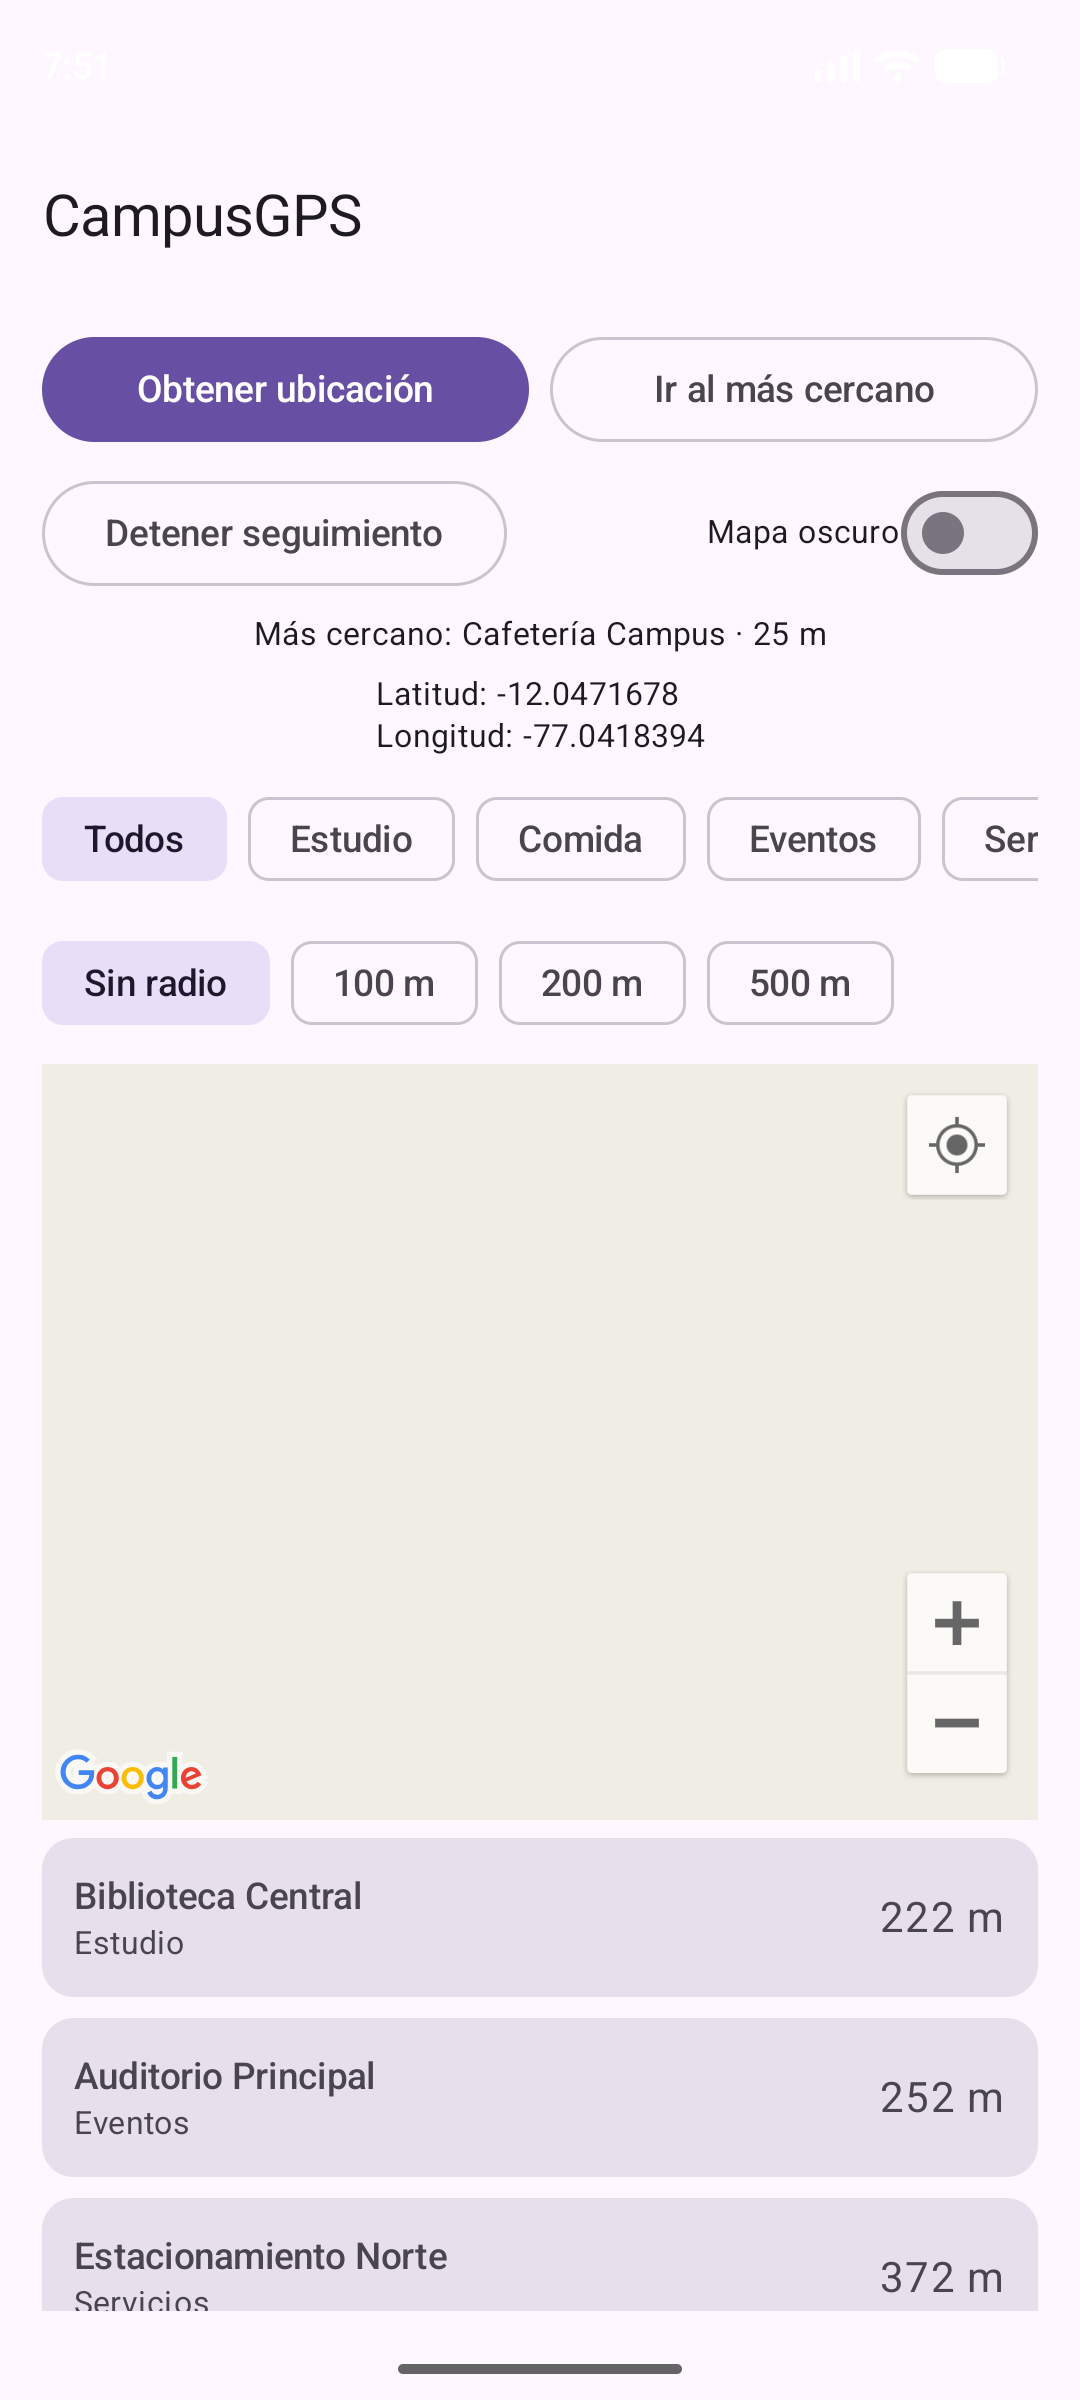 7:51
CampusGPS
Obtener ubicación
Ir al más cercano
Detener seguimiento
Mapa oscuro
Más cercano: Cafetería Campus · 25 m
Latitud: -12.0471678
Longitud: -77.0418394
Todos
Estudio
Comida
Eventos
Ser
Sin radio
100 m
200 m
500 m
Google
Biblioteca Central
Estudio
222 m
Auditorio Principal
Eventos
252 m
Estacionamiento Norte
Servicios
372 m